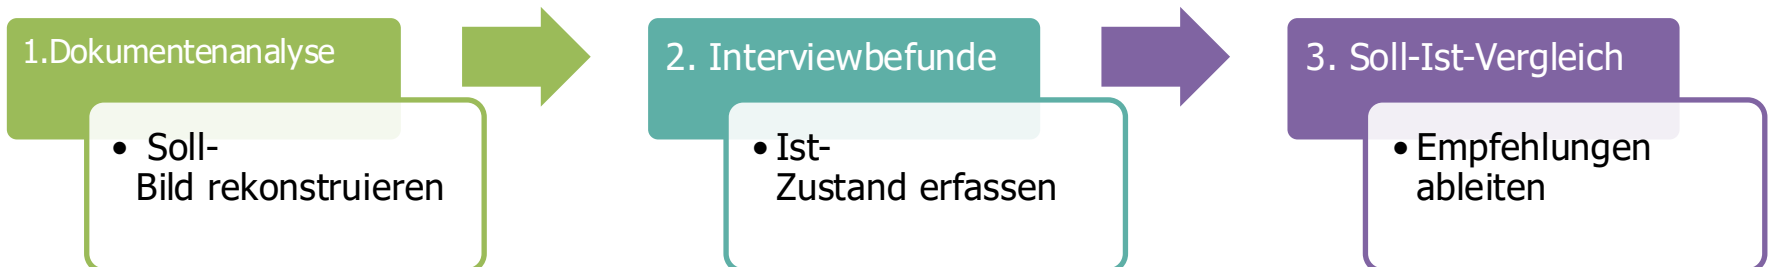 1.Dokumentenanalyse
• Soll-
Bild rekonstruieren
2. Interviewbefunde
• Ist-
Zustand erfassen
3. Soll-Ist-Vergleich
• Empfehlungen
ableiten